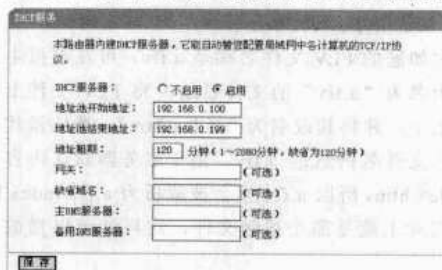 DHCP服务
本路由器内建DHCP服务器，它能自动替您配置局域网中各计算机的TCP/IP协
议。
DHCP服务器： 不启用 启用
地址池开始地址： 192.168.0.100
地址池结束地址： 192.168.0.199
地址租期： 120 分钟（1～2880分钟，缺省为120分钟）
网关： （可选）
缺省域名： （可选）
主DNS服务器： （可选）
备用DNS服务器： （可选）
保存